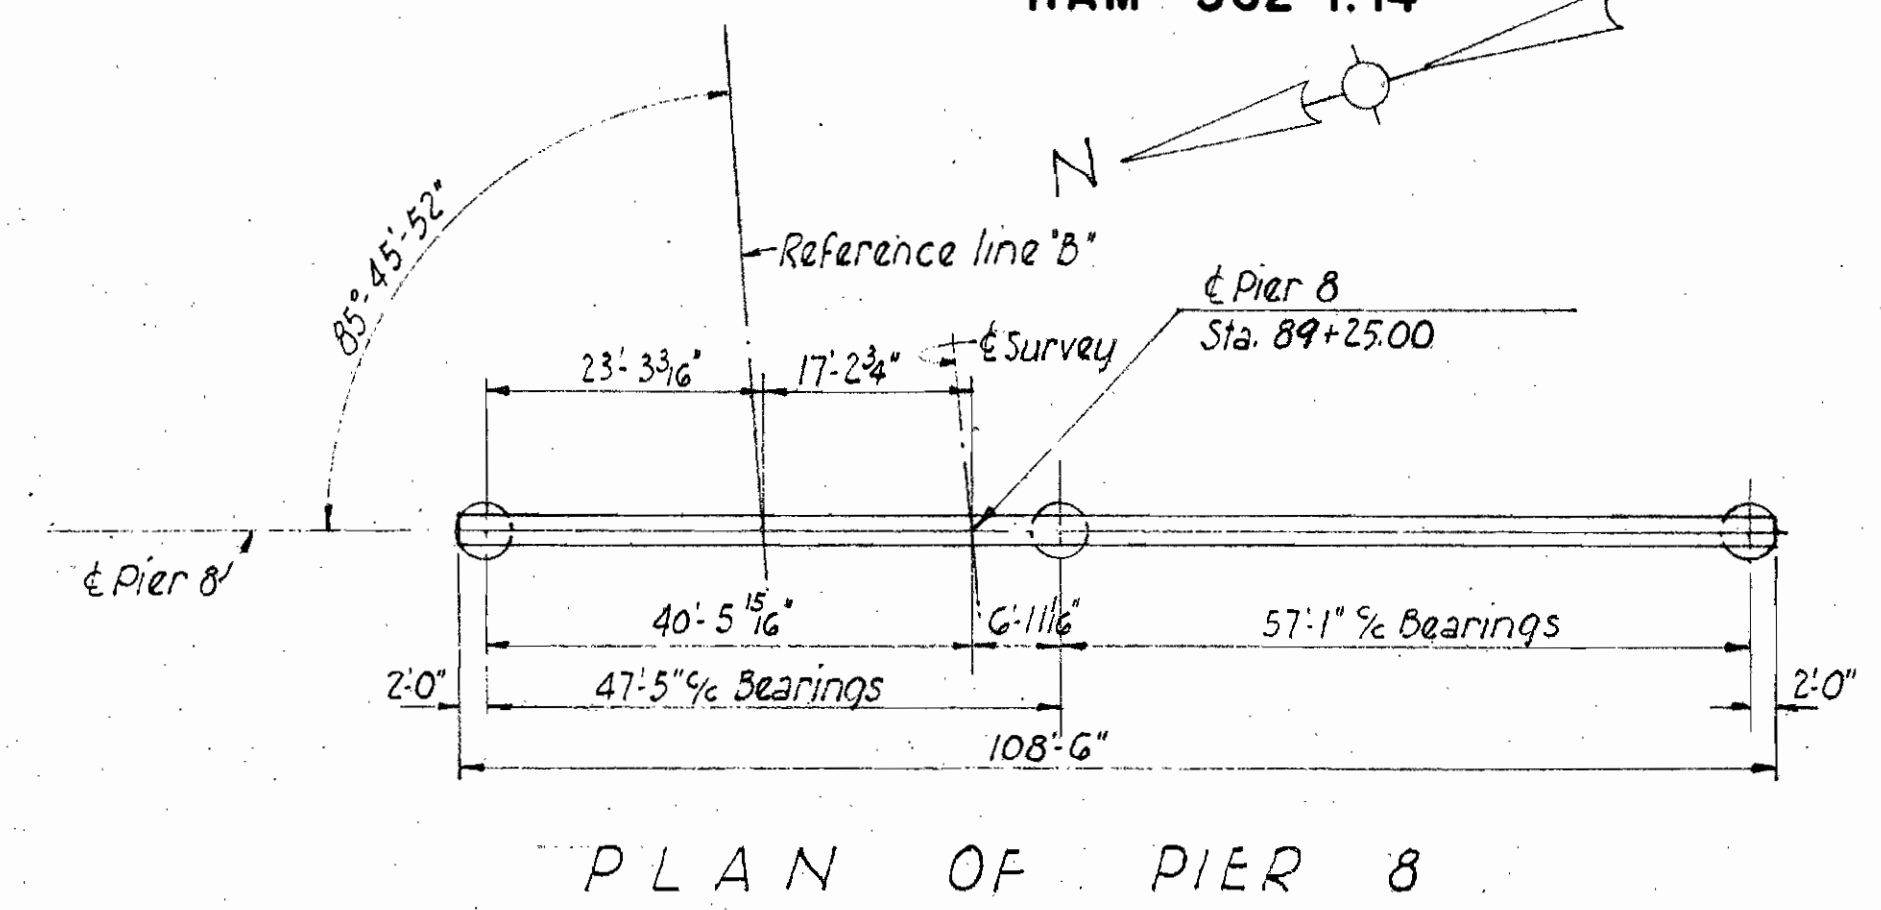 HAM 562 1.14
N
85°-45'-52"
Reference line "B"
₵ Pier 8
Sta. 89+25.00
₵ Survey
23'-3 3/16"
17'-2 3/4"
₵ Pier 8
40'-5 15/16"
6'-11 1/16"
57'-1" c/c Bearings
2'-0"
47'-5" c/c Bearings
2'-0"
108'-6"
PLAN OF PIER 8